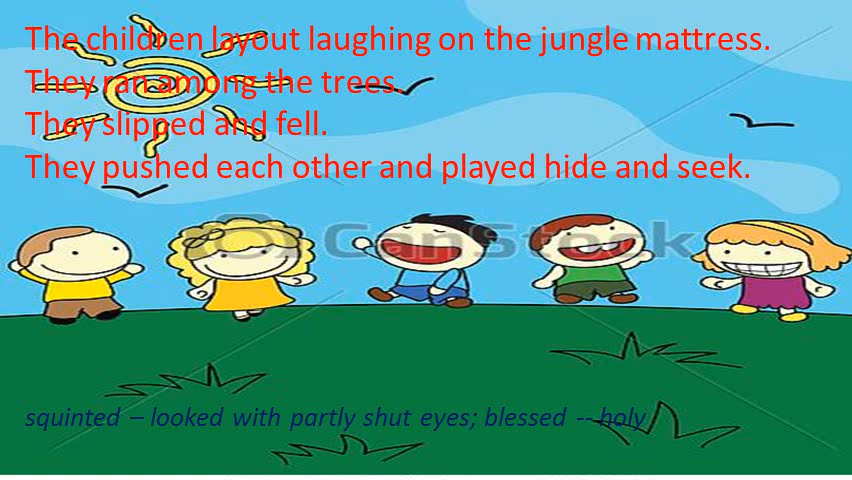 The children layout laughing on the jungle mattress.
They ran among the trees.
They slipped and fell.
They pushed each other and played hide and seek.
CanStock
squinted – looked with partly shut eyes; blessed -- holy